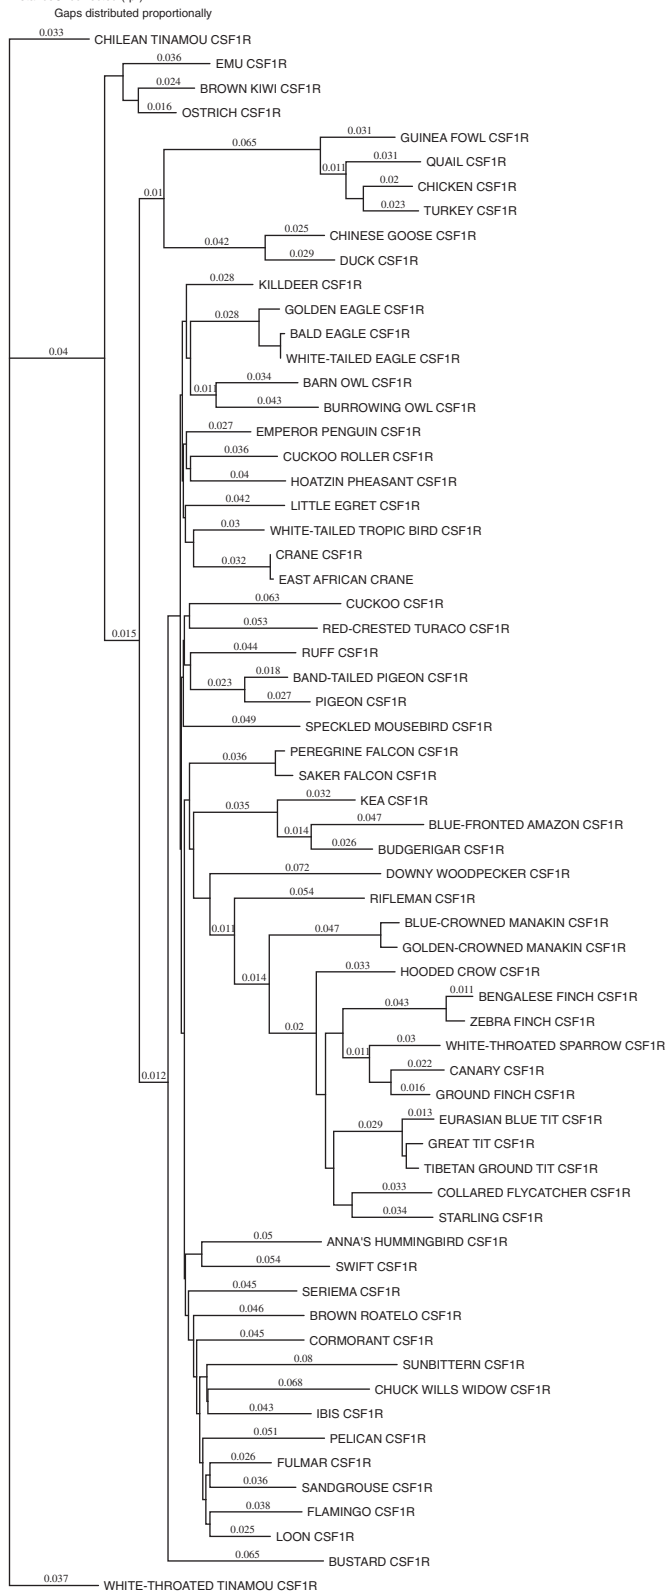 Gaps distributed proportionally
0.033 CHILEAN TINAMOU CSF1R
0.036 EMU CSF1R
0.024 BROWN KIWI CSF1R
0.016 OSTRICH CSF1R
0.031 GUINEA FOWL CSF1R
0.065
0.031 QUAIL CSF1R
0.011
0.02 CHICKEN CSF1R
0.01
0.023 TURKEY CSF1R
0.025 CHINESE GOOSE CSF1R
0.042
0.029 DUCK CSF1R
0.028 KILLDEER CSF1R
GOLDEN EAGLE CSF1R
0.028
BALD EAGLE CSF1R
0.04
WHITE-TAILED EAGLE CSF1R
0.034 BARN OWL CSF1R
0.011
0.043 BURROWING OWL CSF1R
0.027 EMPEROR PENGUIN CSF1R
0.036 CUCKOO ROLLER CSF1R
0.04 HOATZIN PHEASANT CSF1R
0.042 LITTLE EGRET CSF1R
0.03 WHITE-TAILED TROPIC BIRD CSF1R
CRANE CSF1R
0.032
EAST AFRICAN CRANE
0.063 CUCKOO CSF1R
0.053 RED-CRESTED TURACO CSF1R
0.015
0.044 RUFF CSF1R
0.018 BAND-TAILED PIGEON CSF1R
0.023
0.027 PIGEON CSF1R
0.049 SPECKLED MOUSEBIRD CSF1R
PEREGRINE FALCON CSF1R
0.036
SAKER FALCON CSF1R
0.032 KEA CSF1R
0.035
0.047 BLUE-FRONTED AMAZON CSF1R
0.014
0.026 BUDGERIGAR CSF1R
0.072 DOWNY WOODPECKER CSF1R
0.054 RIFLEMAN CSF1R
BLUE-CROWNED MANAKIN CSF1R
0.011 0.047
GOLDEN-CROWNED MANAKIN CSF1R
0.033 HOODED CROW CSF1R
0.014
0.011 BENGALESE FINCH CSF1R
0.043
ZEBRA FINCH CSF1R
0.02
0.03 WHITE-THROATED SPARROW CSF1R
0.011
0.022 CANARY CSF1R
0.012
0.016 GROUND FINCH CSF1R
0.013 EURASIAN BLUE TIT CSF1R
0.029
GREAT TIT CSF1R
TIBETAN GROUND TIT CSF1R
0.033 COLLARED FLYCATCHER CSF1R
0.034 STARLING CSF1R
0.05 ANNA'S HUMMINGBIRD CSF1R
0.054 SWIFT CSF1R
0.045 SERIEMA CSF1R
0.046 BROWN ROATELO CSF1R
0.045 CORMORANT CSF1R
0.08 SUNBITTERN CSF1R
0.068 CHUCK WILLS WIDOW CSF1R
0.043 IBIS CSF1R
0.051 PELICAN CSF1R
0.026 FULMAR CSF1R
0.036 SANDGROUSE CSF1R
0.038 FLAMINGO CSF1R
0.025 LOON CSF1R
0.065 BUSTARD CSF1R
0.037 WHITE-THROATED TINAMOU CSF1R